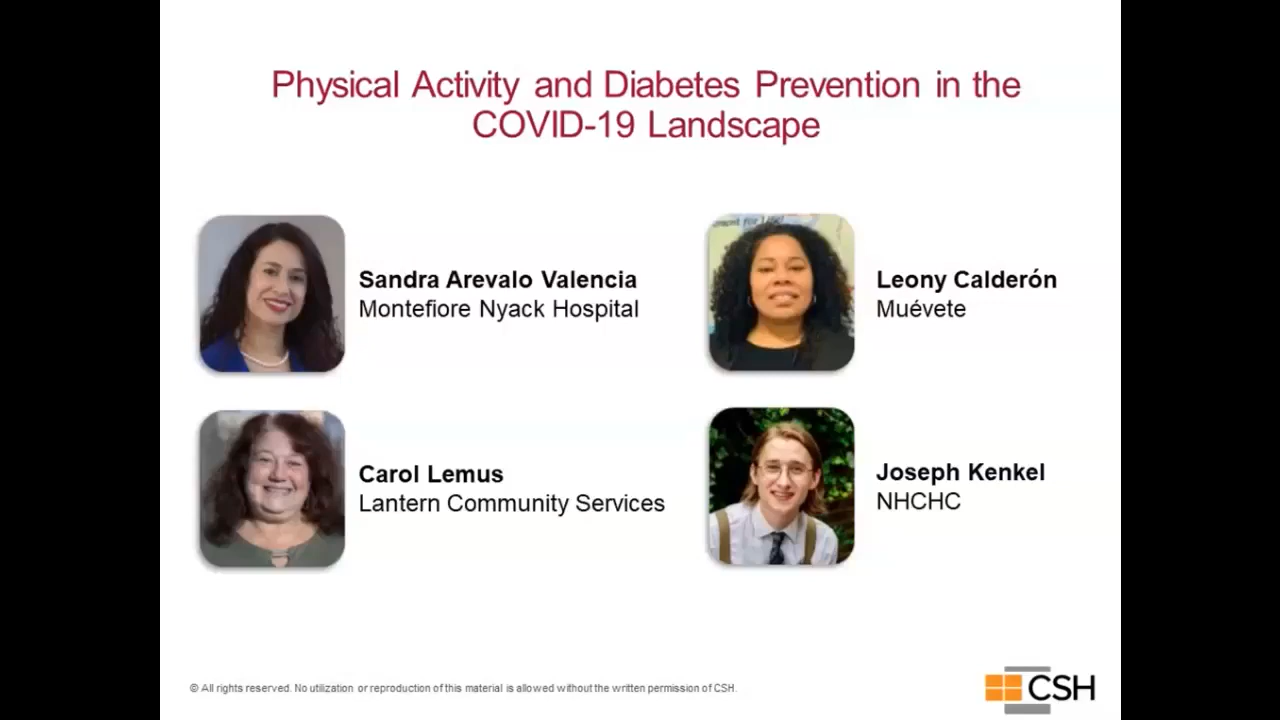 Physical Activity and Diabetes Prevention in the
COVID-19 Landscape
Sandra Arevalo Valencia
Montefiore Nyack Hospital
Leony Calderón
Muévete
Carol Lemus
Lantern Community Services
Joseph Kenkel
NHCHC
© All rights reserved. No utilization or reproduction of this material is allowed without the written permission of CSH.
CSH